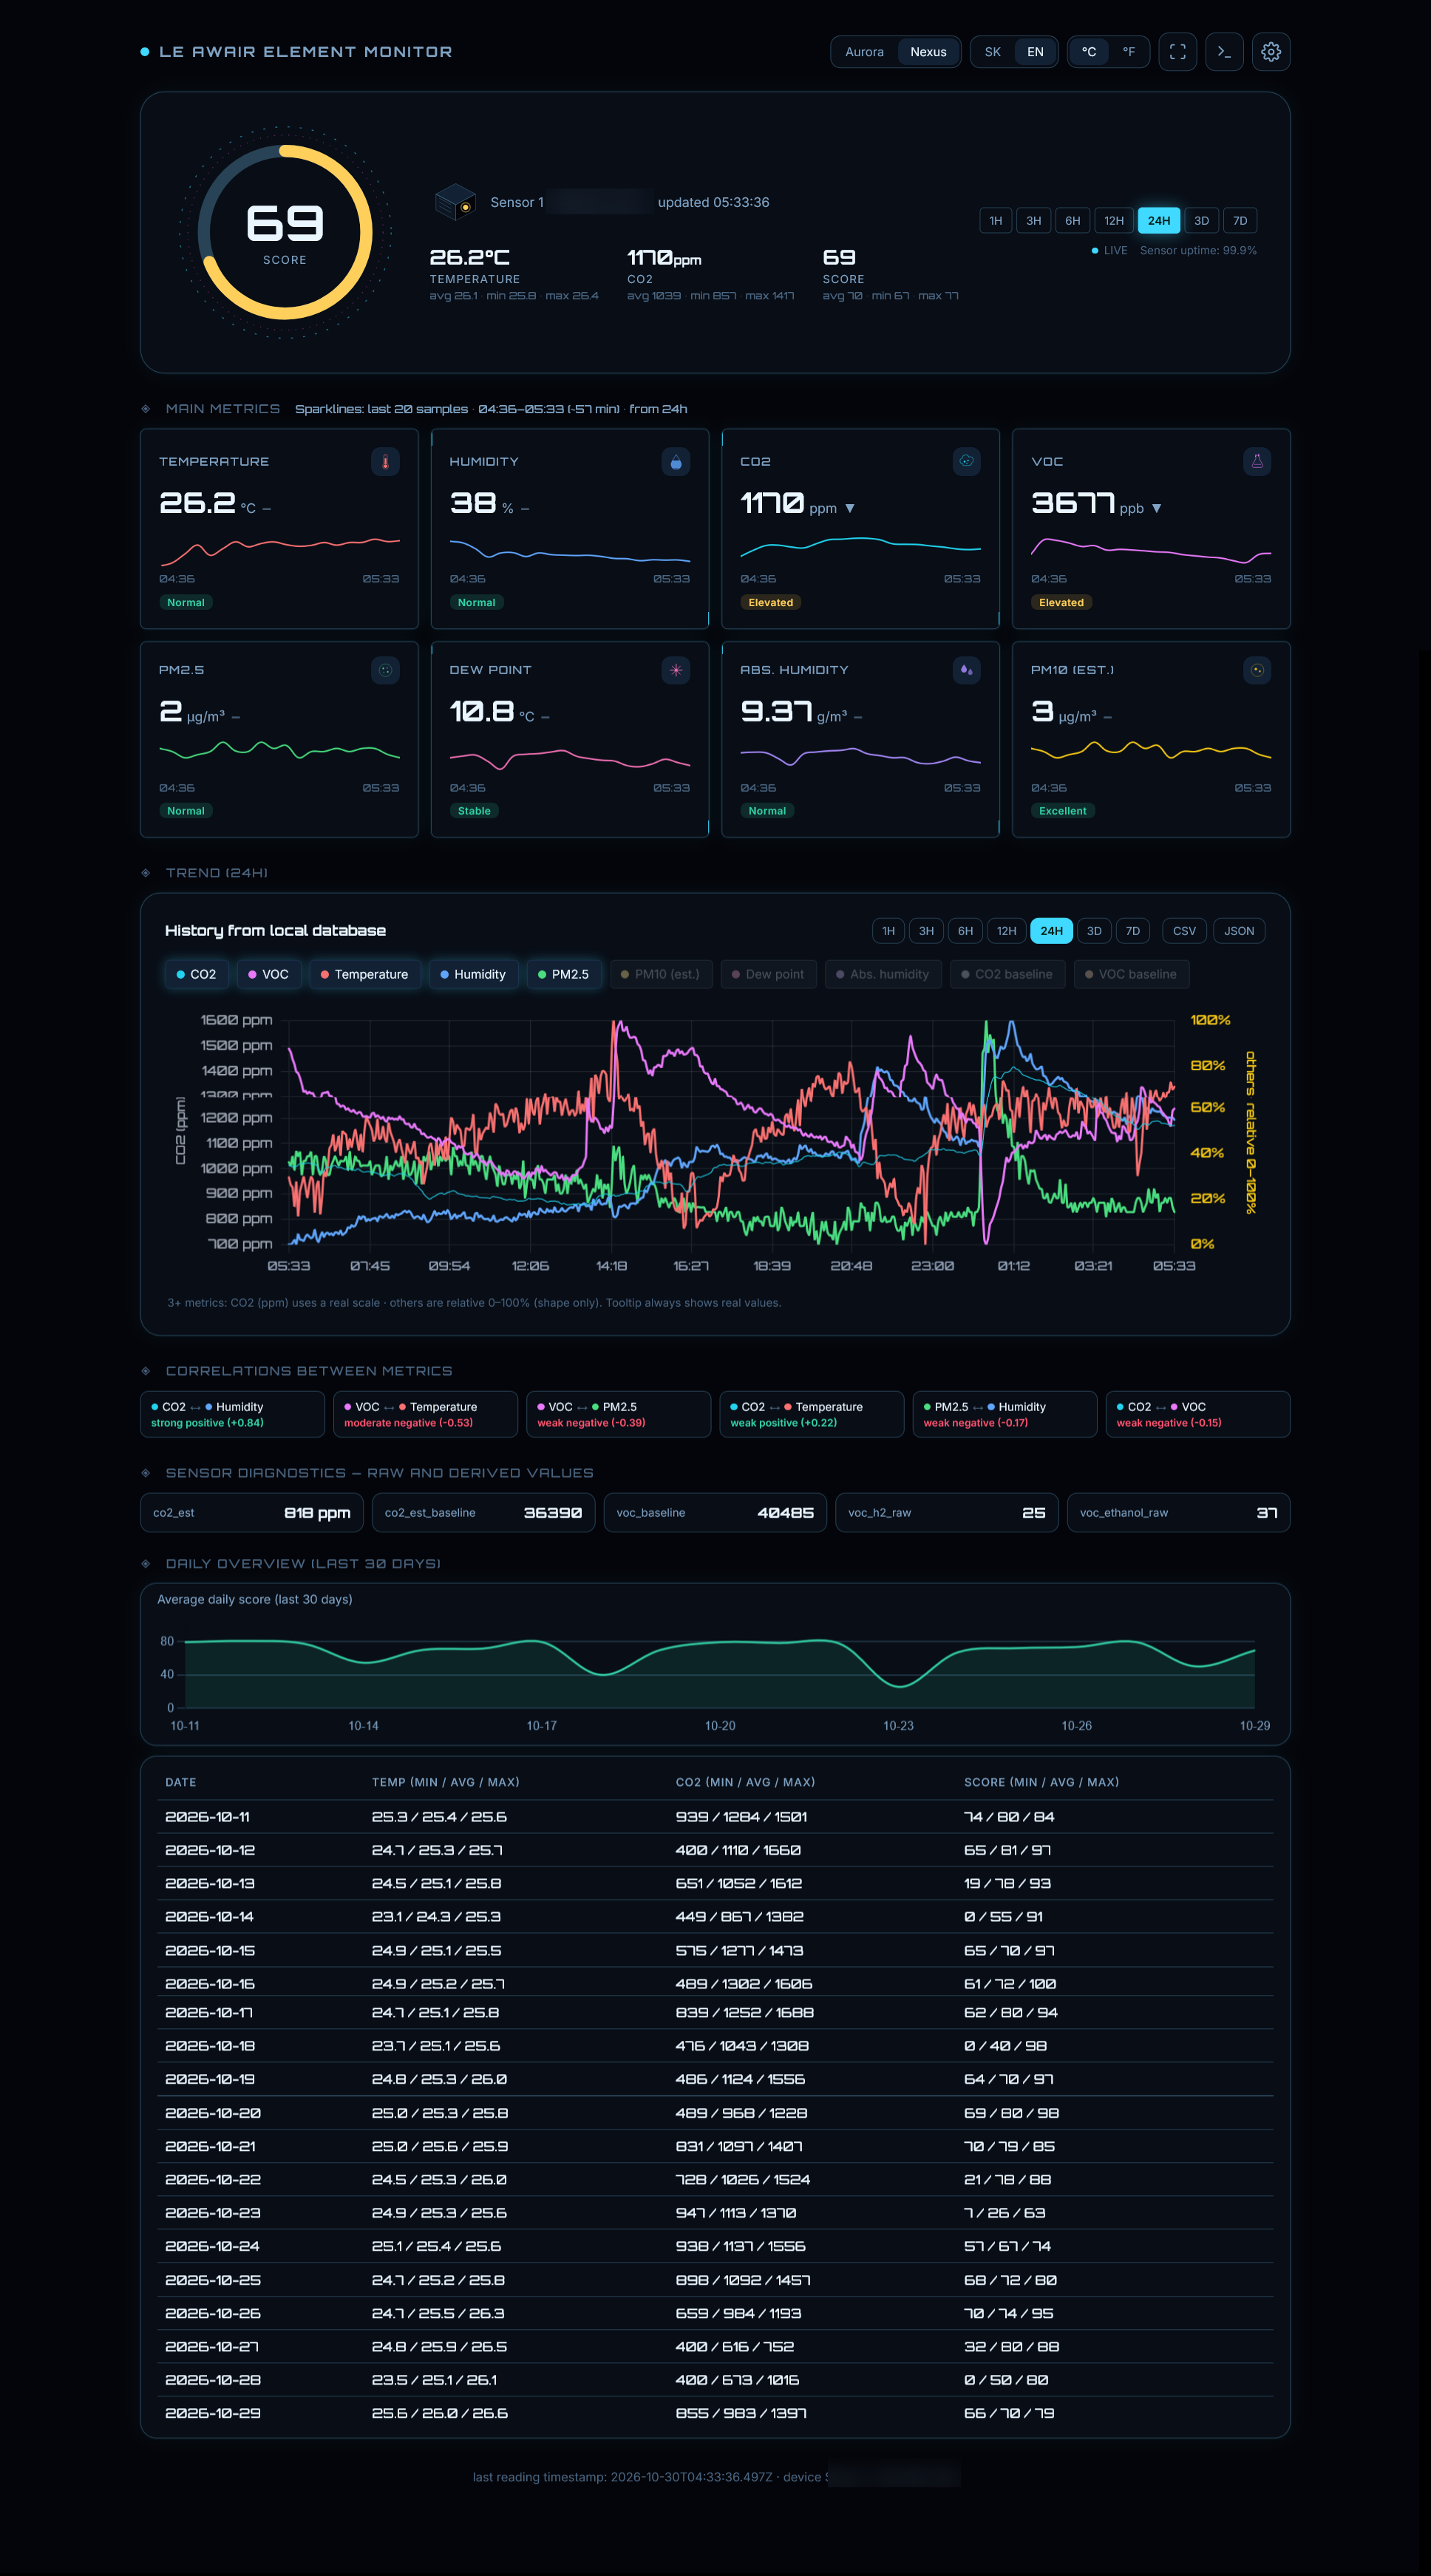 LE AWAIR ELEMENT MONITOR
Aurora Nexus SK EN °C °F
69
SCORE
Sensor 1 updated 05:33:36
26.2°C 1170ppm 69
TEMPERATURE CO2 SCORE
avg 26.1 · min 25.8 · max 26.4 avg 1039 · min 857 · max 1417 avg 70 · min 67 · max 77
1H 3H 6H 12H 24H 3D 7D
LIVE Sensor uptime: 99.9%
MAIN METRICS Sparklines: last 20 samples · 04:36–05:33 (~57 min) · from 24h
TEMPERATURE
26.2 °C –
04:36 05:33
Normal
HUMIDITY
38 % –
04:36 05:33
Normal
CO2
1170 ppm ▼
04:36 05:33
Elevated
VOC
3677 ppb ▼
04:36 05:33
Elevated
PM2.5
2 µg/m³ –
04:36 05:33
Normal
DEW POINT
10.8 °C –
04:36 05:33
Stable
ABS. HUMIDITY
9.37 g/m³ –
04:36 05:33
Normal
PM10 (EST.)
3 µg/m³ –
04:36 05:33
Excellent
TREND (24H)
History from local database 1H 3H 6H 12H 24H 3D 7D CSV JSON
CO2 VOC Temperature Humidity PM2.5 PM10 (est.) Dew point Abs. humidity CO2 baseline VOC baseline
1600 ppm
1500 ppm
1400 ppm
1300 ppm
1200 ppm
1100 ppm
1000 ppm
900 ppm
800 ppm
700 ppm
CO2 (ppm)
100%
80%
60%
40%
20%
0%
others relative 0–100%
05:33 07:45 09:54 12:06 14:18 16:27 18:39 20:48 23:00 01:12 03:21 05:33
3+ metrics: CO2 (ppm) uses a real scale · others are relative 0–100% (shape only). Tooltip always shows real values.
CORRELATIONS BETWEEN METRICS
CO2 ↔ Humidity
strong positive (+0.84)
VOC ↔ Temperature
moderate negative (-0.53)
VOC ↔ PM2.5
weak negative (-0.39)
CO2 ↔ Temperature
weak positive (+0.22)
PM2.5 ↔ Humidity
weak negative (-0.17)
CO2 ↔ VOC
weak negative (-0.15)
SENSOR DIAGNOSTICS – RAW AND DERIVED VALUES
co2_est 818 ppm
co2_est_baseline 36390
voc_baseline 40485
voc_h2_raw 25
voc_ethanol_raw 37
DAILY OVERVIEW (LAST 30 DAYS)
Average daily score (last 30 days)
80
40
0
10-11 10-14 10-17 10-20 10-23 10-26 10-29
DATE TEMP (MIN / AVG / MAX) CO2 (MIN / AVG / MAX) SCORE (MIN / AVG / MAX)
2026-10-11 25.3 / 25.4 / 25.6 939 / 1284 / 1501 74 / 80 / 84
2026-10-12 24.7 / 25.3 / 25.7 400 / 1110 / 1660 65 / 81 / 97
2026-10-13 24.5 / 25.1 / 25.8 651 / 1052 / 1612 19 / 78 / 93
2026-10-14 23.1 / 24.3 / 25.3 449 / 867 / 1382 0 / 55 / 91
2026-10-15 24.9 / 25.1 / 25.5 575 / 1277 / 1473 65 / 70 / 97
2026-10-16 24.9 / 25.2 / 25.7 489 / 1302 / 1606 61 / 72 / 100
2026-10-17 24.7 / 25.1 / 25.8 839 / 1252 / 1688 62 / 80 / 94
2026-10-18 23.7 / 25.1 / 25.6 476 / 1043 / 1308 0 / 40 / 98
2026-10-19 24.8 / 25.3 / 26.0 486 / 1124 / 1556 64 / 70 / 97
2026-10-20 25.0 / 25.3 / 25.8 489 / 968 / 1228 69 / 80 / 98
2026-10-21 25.0 / 25.6 / 25.9 831 / 1097 / 1407 70 / 79 / 85
2026-10-22 24.5 / 25.3 / 26.0 728 / 1026 / 1524 21 / 78 / 88
2026-10-23 24.9 / 25.3 / 25.6 947 / 1113 / 1370 7 / 26 / 63
2026-10-24 25.1 / 25.4 / 25.6 938 / 1137 / 1556 57 / 67 / 74
2026-10-25 24.7 / 25.2 / 25.8 898 / 1092 / 1457 68 / 72 / 80
2026-10-26 24.7 / 25.5 / 26.3 659 / 984 / 1193 70 / 74 / 95
2026-10-27 24.8 / 25.9 / 26.5 400 / 616 / 752 32 / 80 / 88
2026-10-28 23.5 / 25.1 / 26.1 400 / 673 / 1016 0 / 50 / 80
2026-10-29 25.6 / 26.0 / 26.6 855 / 983 / 1397 66 / 70 / 79
last reading timestamp: 2026-10-30T04:33:36.497Z · device